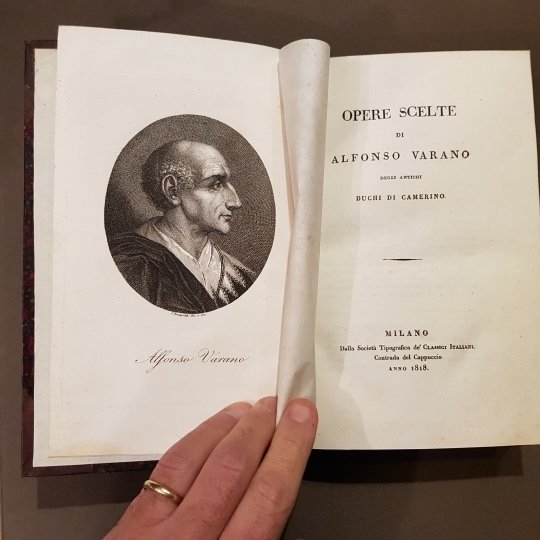 Alfonso Varano
OPERE SCELTE
DI
ALFONSO VARANO
DEGLI ANTICHI
DUCHI DI CAMERINO.
MILANO
Dalla Società Tipografica de' CLASSICI ITALIANI.
Contrada del Cappuccio
ANNO 1818.